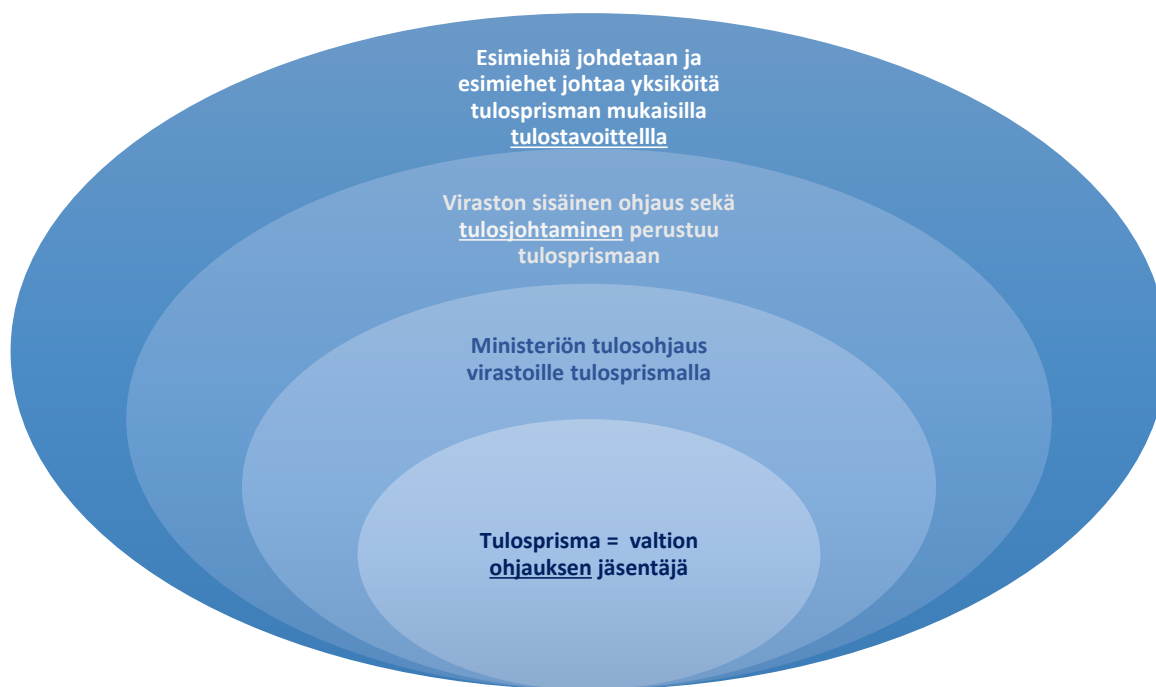 Esimiehiä johdetaan ja
esimiehet johtaa yksiköitä
tulosprisman mukaisilla
tulostavoittellla
Viraston sisäinen ohjaus sekä
tulosjohtaminen perustuu
tulosprismaan
Ministeriön tulosohjaus
virastoille tulosprismalla
Tulosprisma = valtion
ohjauksen jäsentäjä